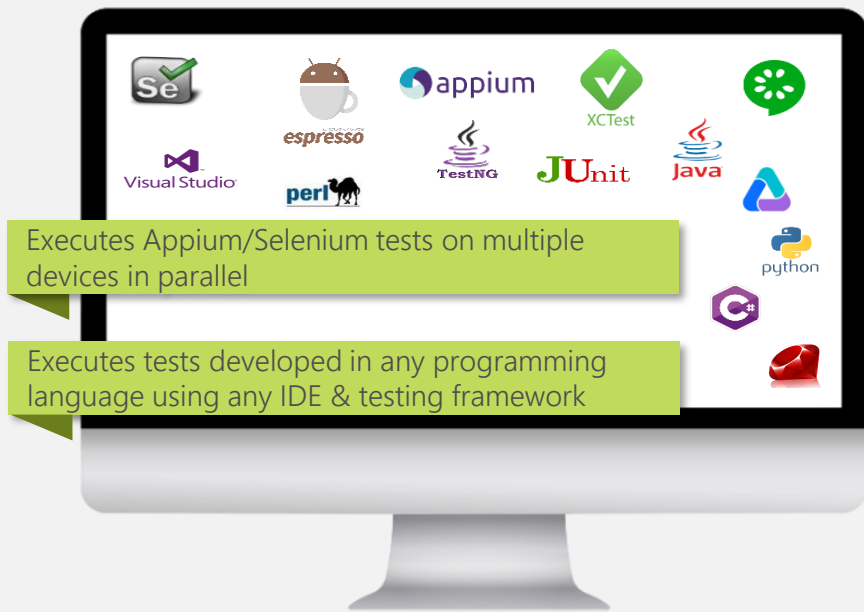 Se
appium
XCTest
espresso
TestNG
JUnit
Java
Visual Studio
perl
Executes Appium/Selenium tests on multiple
devices in parallel
python
C#
Executes tests developed in any programming
language using any IDE & testing framework